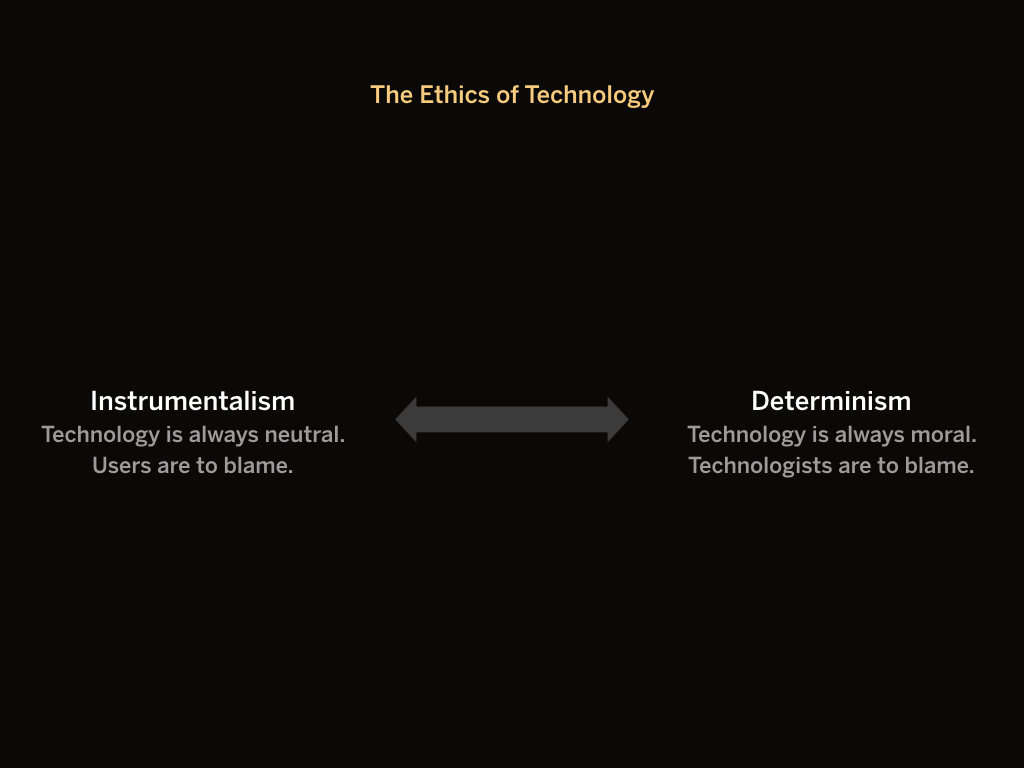 The Ethics of Technology
Instrumentalism
Technology is always neutral.
Users are to blame.
Determinism
Technology is always moral.
Technologists are to blame.